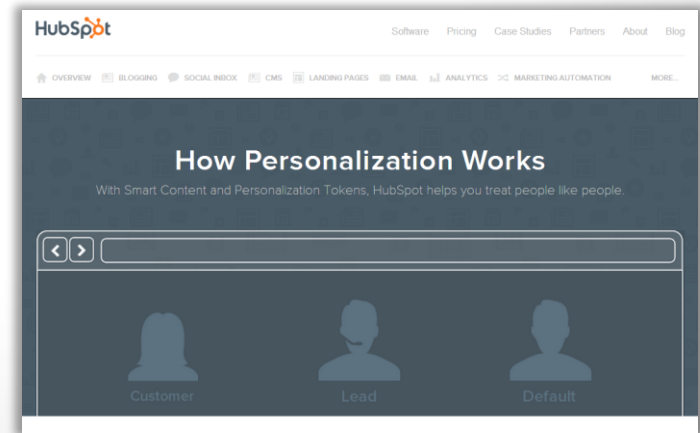 HubSpot
Software Pricing Case Studies Partners About Blog
OVERVIEW BLOGGING SOCIAL INBOX CMS LANDING PAGES EMAIL ANALYTICS MARKETING AUTOMATION MORE...
How Personalization Works
With Smart Content and Personalization Tokens, HubSpot helps you treat people like people.
Customer Lead Default